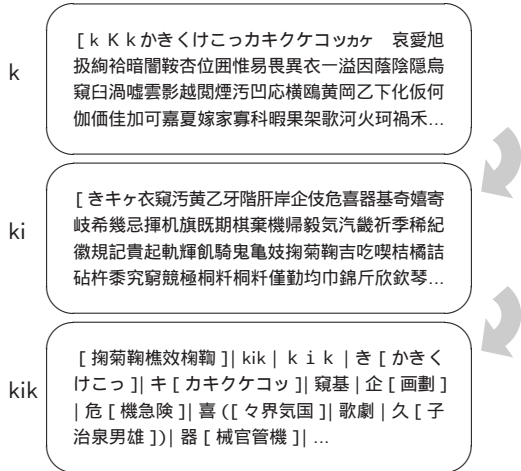 k
[ｋＫｋかきくけこっカキクケコッヵヶ　哀愛旭
扱絢袷暗闇鞍杏位囲惟易畏異衣一溢因蔭陰隠烏
窺臼渦嘘雲影越閲煙汚凹応横鴎黄岡乙下化仮何
伽価佳加可嘉夏嫁家寡科暇果架歌河火珂禍禾…
ki
[きキヶ衣窺汚黄乙牙階肝岸企伎危喜器基奇嬉寄
岐希幾忌揮机旗既期棋棄機帰毅気汽畿祈季稀紀
徽規記貴起軌輝飢騎鬼亀妓掬菊鞠吉吃喫桔橘詰
砧杵黍究窮競極桐粁桐粁僅勤均巾錦斤欣欽琴…
kik
[掬菊鞠樵效椈鞫]| kik | ｋｉｋ | き [かきく
けこっ]| キ [カキクケコッ]| 窺基 | 企 [画劃]
| 危 [機急険]| 喜 ([々界気国]| 歌劇 | 久 [子
治泉男雄])| 器 [械官管機]| …